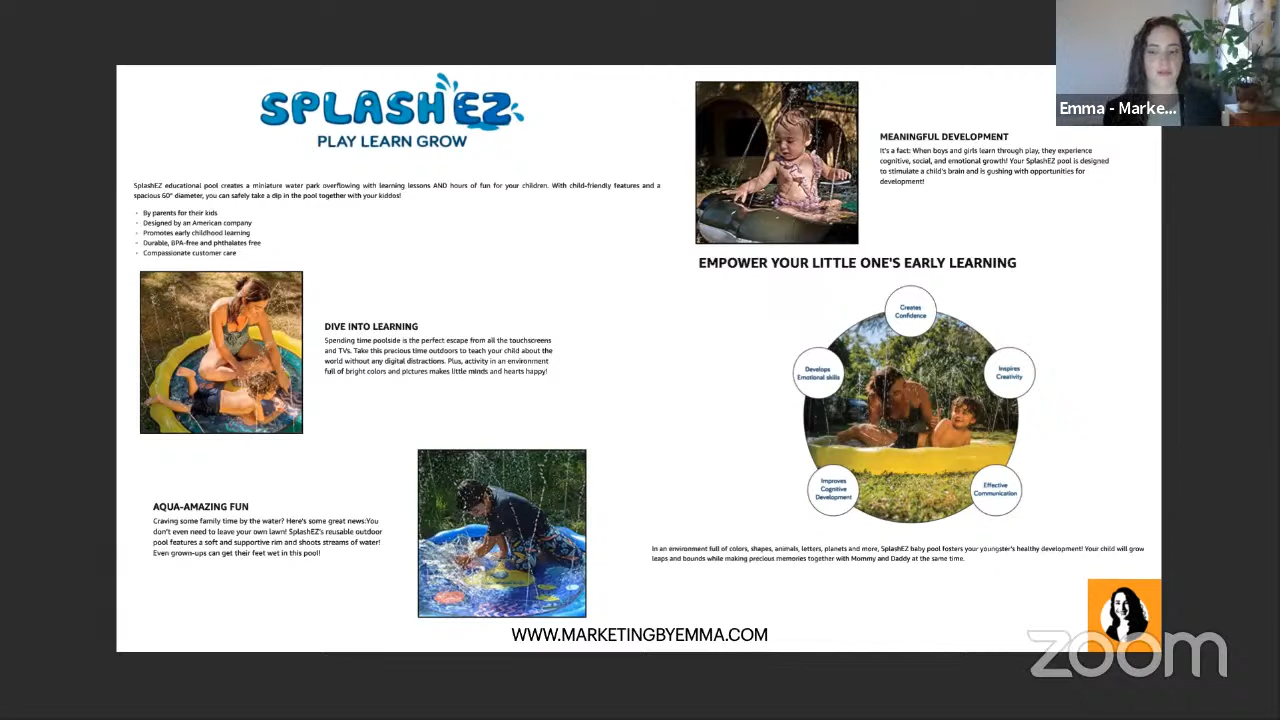 SPLASH'EZ
PLAY LEARN GROW
SplashEZ educational pool creates a miniature water park overflowing with learning lessons AND hours of fun for your children. With child-friendly features and a
spacious 60" diameter, you can safely take a dip in the pool together with your kiddos!
· By parents for their kids
· Designed by an American company
· Promotes early childhood learning
· Durable, BPA-free and phthalates free
· Compassionate customer care
DIVE INTO LEARNING
Spending time poolside is the perfect escape from all the touchscreens
and TVs. Take this precious time outdoors to teach your child about the
world without any digital distractions. Plus, activity in an environment
full of bright colors and pictures makes little minds and hearts happy!
AQUA-AMAZING FUN
Craving some family time by the water? Here's some great news:You
don't even need to leave your own lawn! SplashEZ's reusable outdoor
pool features a soft and supportive rim and shoots streams of water!
Even grown-ups can get their feet wet in this pool!
MEANINGFUL DEVELOPMENT
It's a fact: When boys and girls learn through play, they experience
cognitive, social, and emotional growth! Your SplashEZ pool is designed
to stimulate a child's brain and is gushing with opportunities for
development!
EMPOWER YOUR LITTLE ONE'S EARLY LEARNING
Creates
Confidence
Develops
Emotional skills
Inspires
Creativity
Improves
Cognitive
Development
Effective
Communication
In an environment full of colors, shapes, animals, letters, planets and more, SplashEZ baby pool fosters your youngster's healthy development! Your child will grow
leaps and bounds while making precious memories together with Mommy and Daddy at the same time.
WWW.MARKETINGBYEMMA.COM
Emma - Marke...
zoom